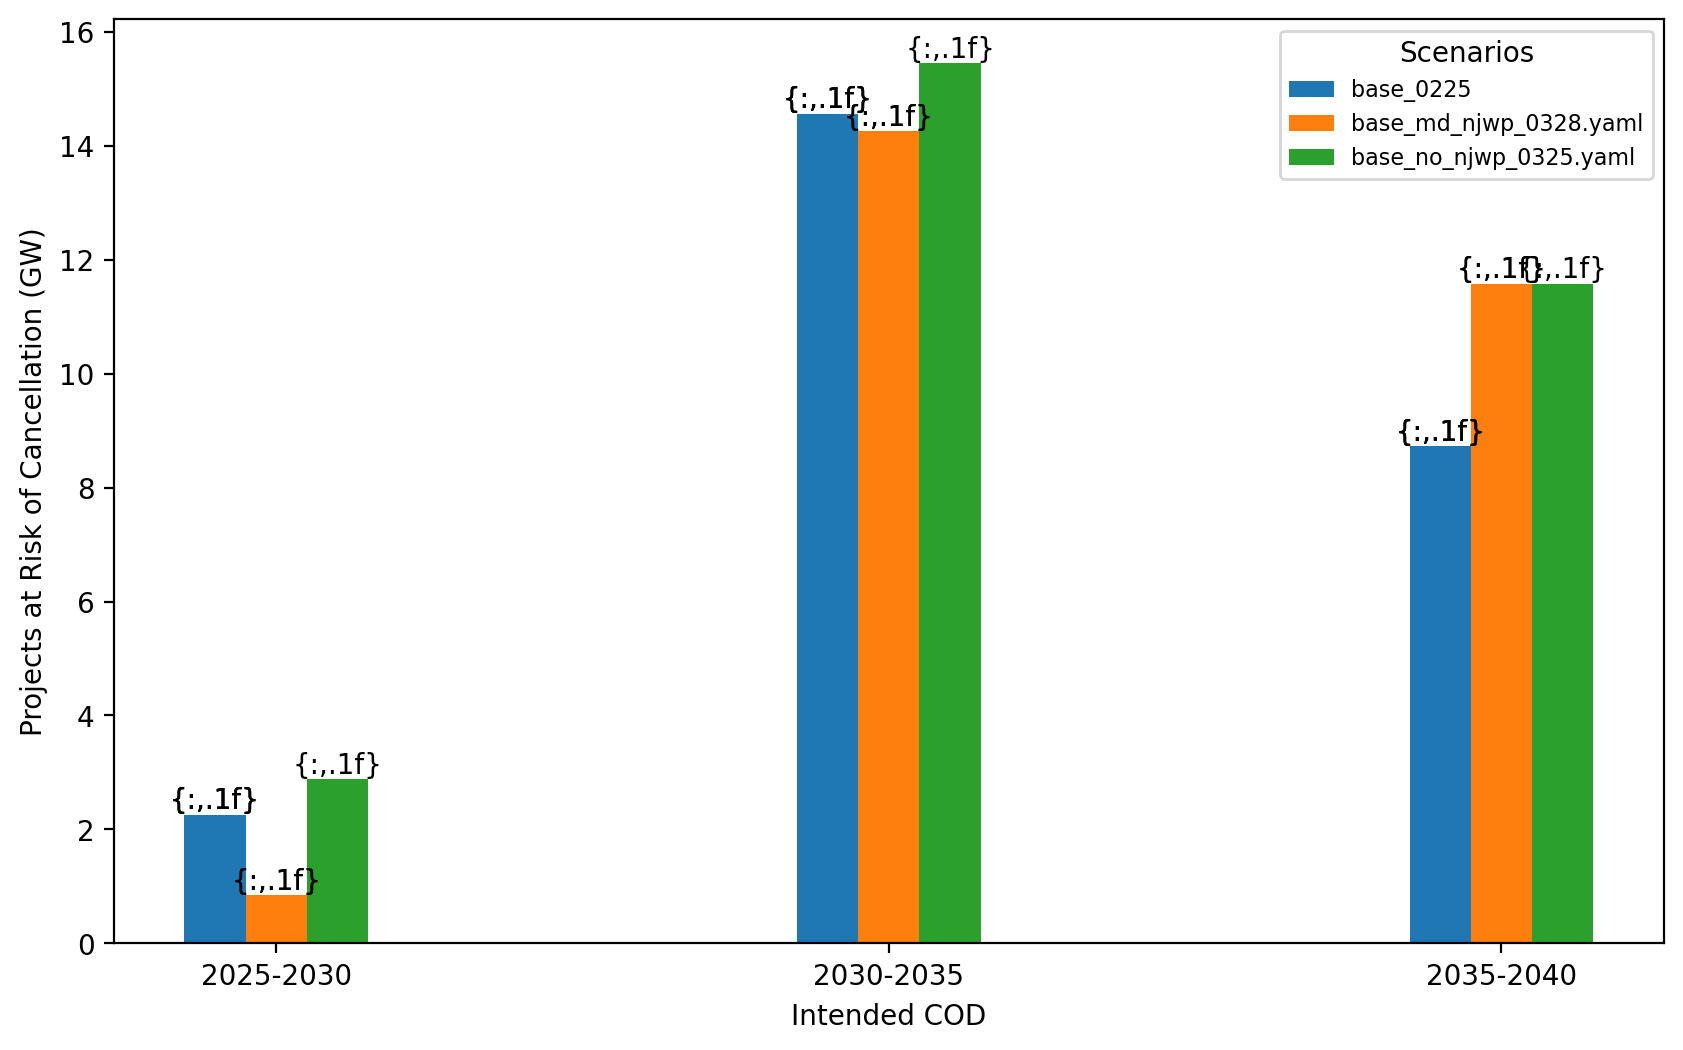 16
14
12
10
8
6
4
2
0
Projects at Risk of Cancellation (GW)
Scenarios
base_0225
base_md_njwp_0328.yaml
base_no_njwp_0325.yaml
{:,.1f}
{:,.1f}
{:,.1f}
{:,.1f}
{:,.1f}
{:,.1f}
{:,.1f}
{:,.1f}
{:,.1f}
2025-2030
2030-2035
2035-2040
Intended COD